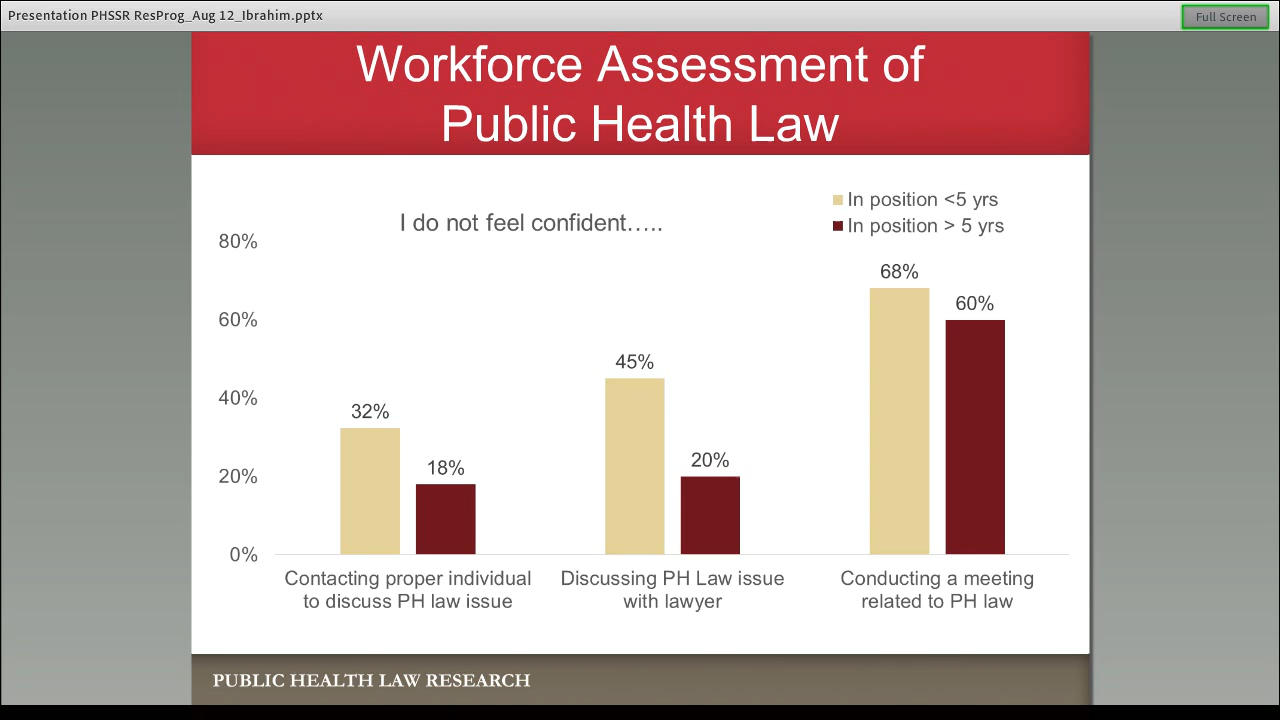 Presentation PHSSR ResProg_Aug 12_Ibrahim.pptx
Full Screen
Workforce Assessment of
Public Health Law
I do not feel confident…..
In position <5 yrs
In position > 5 yrs
80%
60%
40%
20%
0%
32%
18%
45%
20%
68%
60%
Contacting proper individual
to discuss PH law issue
Discussing PH Law issue
with lawyer
Conducting a meeting
related to PH law
PUBLIC HEALTH LAW RESEARCH